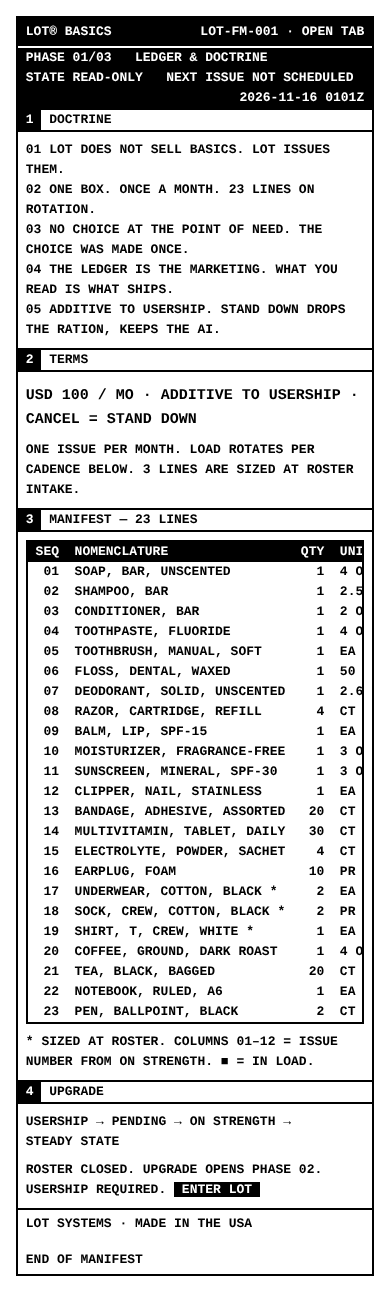 LOT® BASICS LOT-FM-001 · OPEN TAB
PHASE 01/03 LEDGER & DOCTRINE
STATE READ-ONLY NEXT ISSUE NOT SCHEDULED
2026-11-16 0101Z
1 DOCTRINE
01 LOT DOES NOT SELL BASICS. LOT ISSUES
THEM.
02 ONE BOX. ONCE A MONTH. 23 LINES ON
ROTATION.
03 NO CHOICE AT THE POINT OF NEED. THE
CHOICE WAS MADE ONCE.
04 THE LEDGER IS THE MARKETING. WHAT YOU
READ IS WHAT SHIPS.
05 ADDITIVE TO USERSHIP. STAND DOWN DROPS
THE RATION, KEEPS THE AI.
2 TERMS
USD 100 / MO · ADDITIVE TO USERSHIP ·
CANCEL = STAND DOWN
ONE ISSUE PER MONTH. LOAD ROTATES PER
CADENCE BELOW. 3 LINES ARE SIZED AT ROSTER
INTAKE.
3 MANIFEST — 23 LINES
SEQ NOMENCLATURE QTY UNI
01 SOAP, BAR, UNSCENTED 1 4 O
02 SHAMPOO, BAR 1 2.5
03 CONDITIONER, BAR 1 2 O
04 TOOTHPASTE, FLUORIDE 1 4 O
05 TOOTHBRUSH, MANUAL, SOFT 1 EA
06 FLOSS, DENTAL, WAXED 1 50
07 DEODORANT, SOLID, UNSCENTED 1 2.6
08 RAZOR, CARTRIDGE, REFILL 4 CT
09 BALM, LIP, SPF-15 1 EA
10 MOISTURIZER, FRAGRANCE-FREE 1 3 O
11 SUNSCREEN, MINERAL, SPF-30 1 3 O
12 CLIPPER, NAIL, STAINLESS 1 EA
13 BANDAGE, ADHESIVE, ASSORTED 20 CT
14 MULTIVITAMIN, TABLET, DAILY 30 CT
15 ELECTROLYTE, POWDER, SACHET 4 CT
16 EARPLUG, FOAM 10 PR
17 UNDERWEAR, COTTON, BLACK * 2 EA
18 SOCK, CREW, COTTON, BLACK * 2 PR
19 SHIRT, T, CREW, WHITE * 1 EA
20 COFFEE, GROUND, DARK ROAST 1 4 O
21 TEA, BLACK, BAGGED 20 CT
22 NOTEBOOK, RULED, A6 1 EA
23 PEN, BALLPOINT, BLACK 2 CT
* SIZED AT ROSTER. COLUMNS 01–12 = ISSUE
NUMBER FROM ON STRENGTH. ■ = IN LOAD.
4 UPGRADE
USERSHIP → PENDING → ON STRENGTH →
STEADY STATE
ROSTER CLOSED. UPGRADE OPENS PHASE 02.
USERSHIP REQUIRED. ENTER LOT
LOT SYSTEMS · MADE IN THE USA
END OF MANIFEST